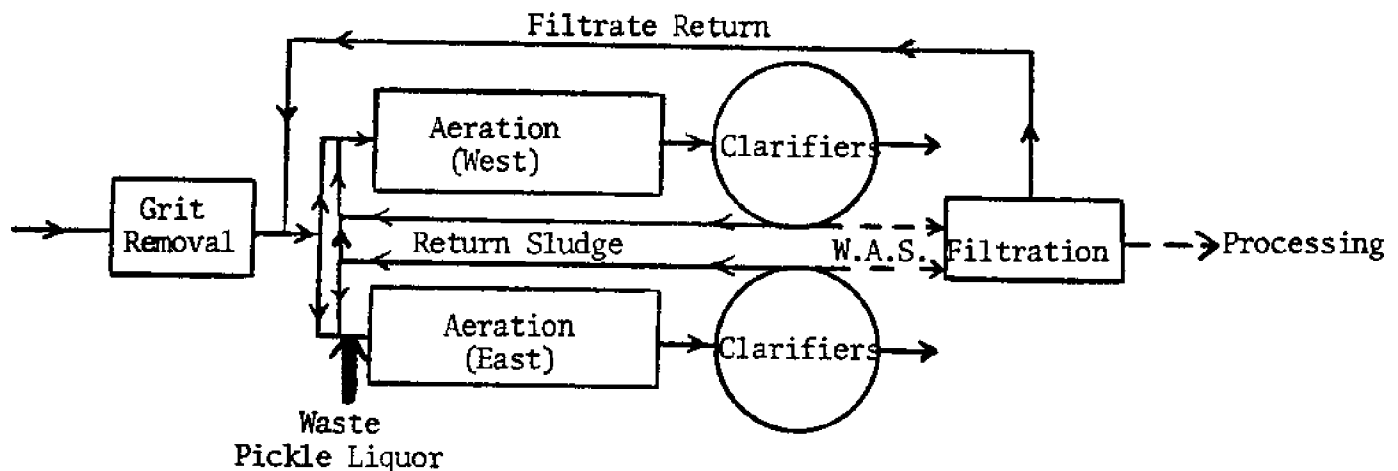 Filtrate Return
Aeration
(West)
Clarifiers
Grit
Removal
Return Sludge
W.A.S.
Filtration
Processing
Aeration
(East)
Clarifiers
Waste
Pickle Liquor